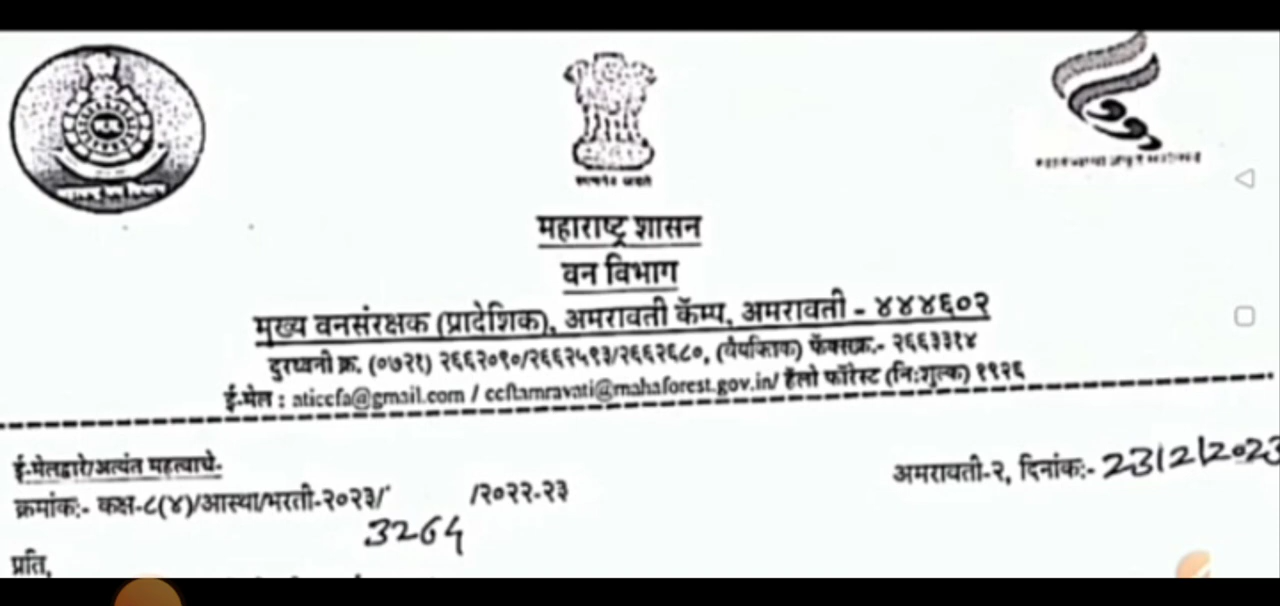 महाराष्ट्र शासन
वन विभाग
मुख्य वनसंरक्षक (प्रादेशिक), अमरावती कॅम्प, अमरावती - ४४४६०२
दुरध्वनी क्र. (०७२१) २६६२०१०/२६६२५१३/२६६२६८०, (वैयक्तिक) फॅक्सक्र.- २६६३३१४
ई-मेल : aticcfa@gmail.com / ccftamravati@mahaforest.gov.in/ हॅलो फॉरेस्ट (नि:शुल्क) १९२६
ई-मेलद्वारे/अत्यंत महत्वाचे-
अमरावती-२, दिनांक:- 23/2/2023
क्रमांक:- कक्ष-८(४)/आस्था/भरती-२०२३/ /२०२२-२३
3264
प्रति,